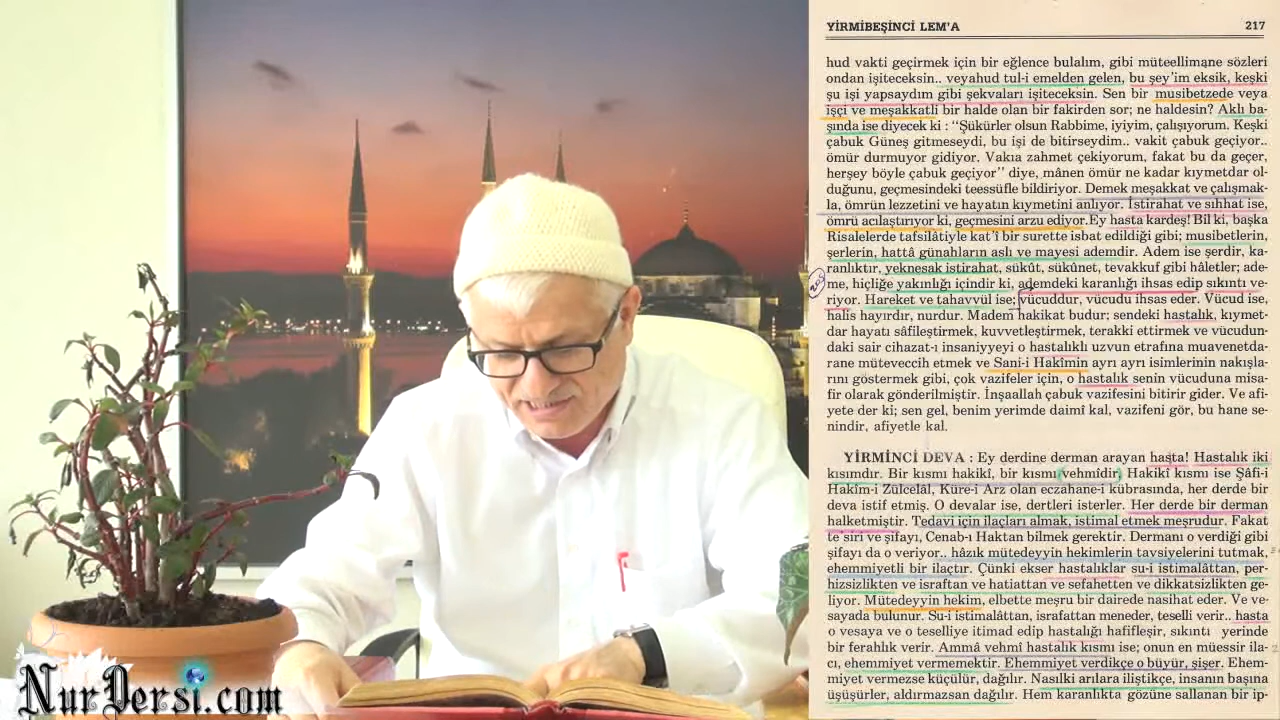 YİRMİBEŞİNCİ LEM'A 217
hud vakti geçirmek için bir eğlence bulalım, gibi müteellimane sözleri
ondan işiteceksin.. veyahud tul-i emelden gelen, bu şey'im eksik, keşki
şu işi yapsaydım gibi şekvaları işiteceksin. Sen bir musibetzede veya
işçi ve meşakkatli bir halde olan bir fakirden sor; ne haldesin? Aklı ba-
şında ise diyecek ki : "Şükürler olsun Rabbime, iyiyim, çalışıyorum. Keşki
çabuk Güneş gitmeseydi, bu işi de bitirseydim.. vakit çabuk geçiyor..
ömür durmuyor gidiyor. Vakıa zahmet çekiyorum, fakat bu da geçer,
herşey böyle çabuk geçiyor" diye, mânen ömür ne kadar kıymetdar ol-
duğunu, geçmesindeki teessüfle bildiriyor. Demek meşakkat ve çalışmak-
la, ömrün lezzetini ve hayatın kıymetini anlıyor. İstirahat ve sıhhat ise,
ömrü acılaştırıyor ki, geçmesini arzu ediyor.Ey hasta kardeş! Bil ki, başka
Risalelerde tafsilâtiyle kat'î bir surette isbat edildiği gibi; musibetlerin,
şerlerin, hattâ günahların aslı ve mayesi ademdir. Adem ise şerdir, ka-
ranlıktır, yeknesak istirahat, sükût, sükûnet, tevakkuf gibi hâletler; ade-
me, hiçliğe yakınlığı içindir ki, ademdeki karanlığı ihsas edip sıkıntı ve-
riyor. Hareket ve tahavvül ise; vücuddur, vücudu ihsas eder. Vücud ise,
halis hayırdır, nurdur. Madem hakikat budur; sendeki hastalık, kıymet-
dar hayatı sâfileştirmek, kuvvetleştirmek, terakki ettirmek ve vücudun-
daki sair cihazat-ı insaniyyeyi o hastalıklı uzvun etrafına muavenetda-
rane müteveccih etmek ve Sani-i Hakîmin ayrı ayrı isimlerinin nakışla-
rını göstermek gibi, çok vazifeler için, o hastalık senin vücuduna misa-
fir olarak gönderilmiştir. İnşaallah çabuk vazifesini bitirir gider. Ve afi-
yete der ki; sen gel, benim yerimde daimî kal, vazifeni gör, bu hane se-
nindir, afiyetle kal.
YİRMİNCİ DEVA : Ey derdine derman arayan hasta! Hastalık iki
kısımdır. Bir kısmı hakikî, bir kısmı vehmîdir. Hakikî kısmı ise Şâfi-i
Hakîm-i Zülcelâl, Küre-i Arz olan eczahane-i kübrasında, her derde bir
deva istif etmiş. O devalar ise, dertleri isterler. Her derde bir derman
halketmiştir. Tedavi için ilaçları almak, istimal etmek meşrudur. Fakat
te'siri ve şifayı, Cenab-ı Haktan bilmek gerektir. Dermanı o verdiği gibi
şifayı da o veriyor.. hâzık mütedeyyin hekimlerin tavsiyelerini tutmak,
ehemmiyetli bir ilaçtır. Çünki ekser hastalıklar su-i istimalâttan, per-
hizsizlikten ve israftan ve hatiattan ve sefahetten ve dikkatsizlikten ge-
liyor. Mütedeyyin hekim, elbette meşru bir dairede nasihat eder. Ve ve-
sayada bulunur. Su-i istimalâttan, israfattan meneder, teselli verir.. hasta
o vesaya ve o teselliye itimad edip hastalığı hafifleşir, sıkıntı yerinde
bir ferahlık verir. Ammâ vehmî hastalık kısmı ise; onun en müessir ila-
cı, ehemmiyet vermemektir. Ehemmiyet verdikçe o büyür, şişer. Ehem-
miyet vermezse küçülür, dağılır. Nasılki arılara iliştikçe, insanın başına
üşüşürler, aldırmazsan dağılır. Hem karanlıkta gözüne sallanan bir ip-
NurDersi.com